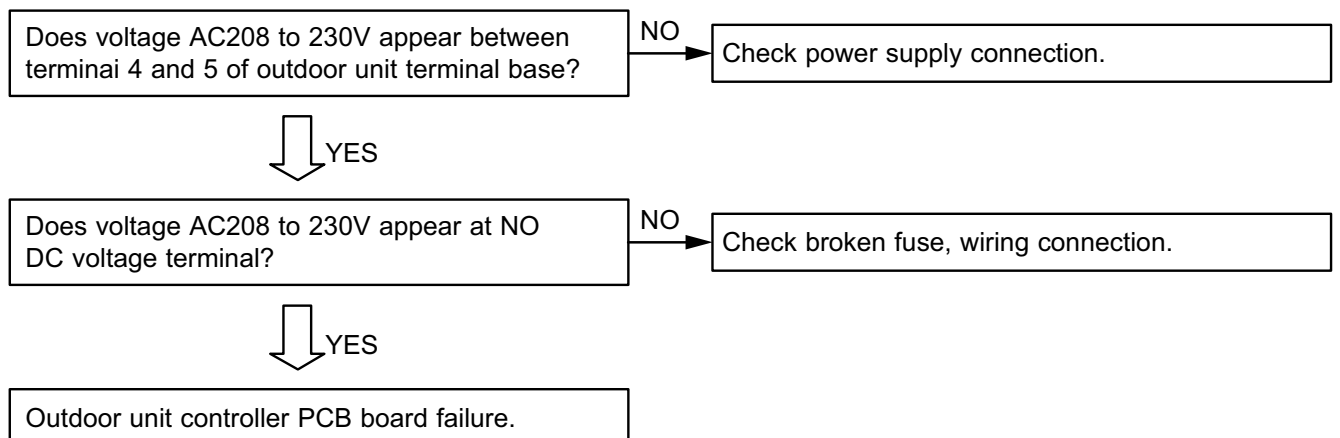 Does voltage AC208 to 230V appear between
terminai 4 and 5 of outdoor unit terminal base?
NO
Check power supply connection.
YES
Does voltage AC208 to 230V appear at NO
DC voltage terminal?
NO
Check broken fuse, wiring connection.
YES
Outdoor unit controller PCB board failure.